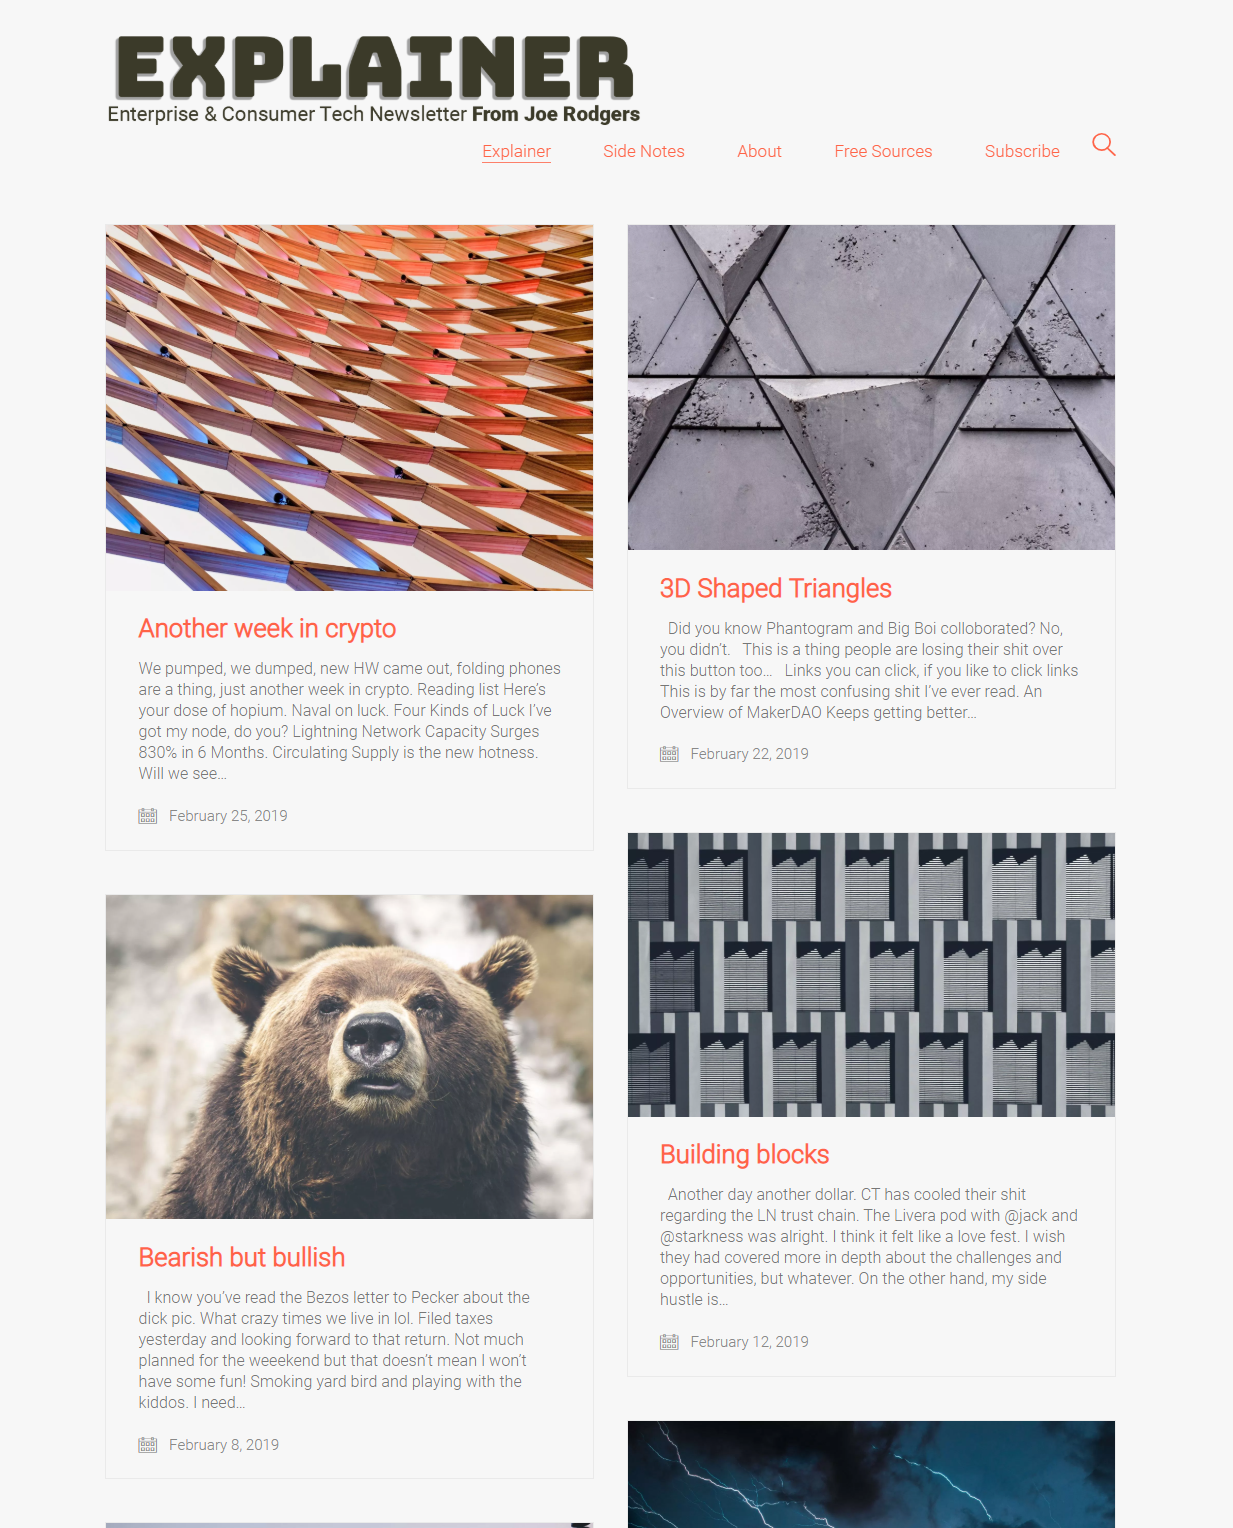 EXPLAINER
Enterprise & Consumer Tech Newsletter From Joe Rodgers
Explainer Side Notes About Free Sources Subscribe
Another week in crypto
We pumped, we dumped, new HW came out, folding phones
are a thing, just another week in crypto. Reading list Here’s
your dose of hopium. Naval on luck. Four Kinds of Luck I’ve
got my node, do you? Lightning Network Capacity Surges
830% in 6 Months. Circulating Supply is the new hotness.
Will we see…
February 25, 2019
3D Shaped Triangles
Did you know Phantogram and Big Boi colloborated? No,
you didn’t. This is a thing people are losing their shit over
this button too… Links you can click, if you like to click links
This is by far the most confusing shit I’ve ever read. An
Overview of MakerDAO Keeps getting better…
February 22, 2019
Bearish but bullish
I know you’ve read the Bezos letter to Pecker about the
dick pic. What crazy times we live in lol. Filed taxes
yesterday and looking forward to that return. Not much
planned for the weeekend but that doesn’t mean I won’t
have some fun! Smoking yard bird and playing with the
kiddos. I need…
February 8, 2019
Building blocks
Another day another dollar. CT has cooled their shit
regarding the LN trust chain. The Livera pod with @jack and
@starkness was alright. I think it felt like a love fest. I wish
they had covered more in depth about the challenges and
opportunities, but whatever. On the other hand, my side
hustle is…
February 12, 2019